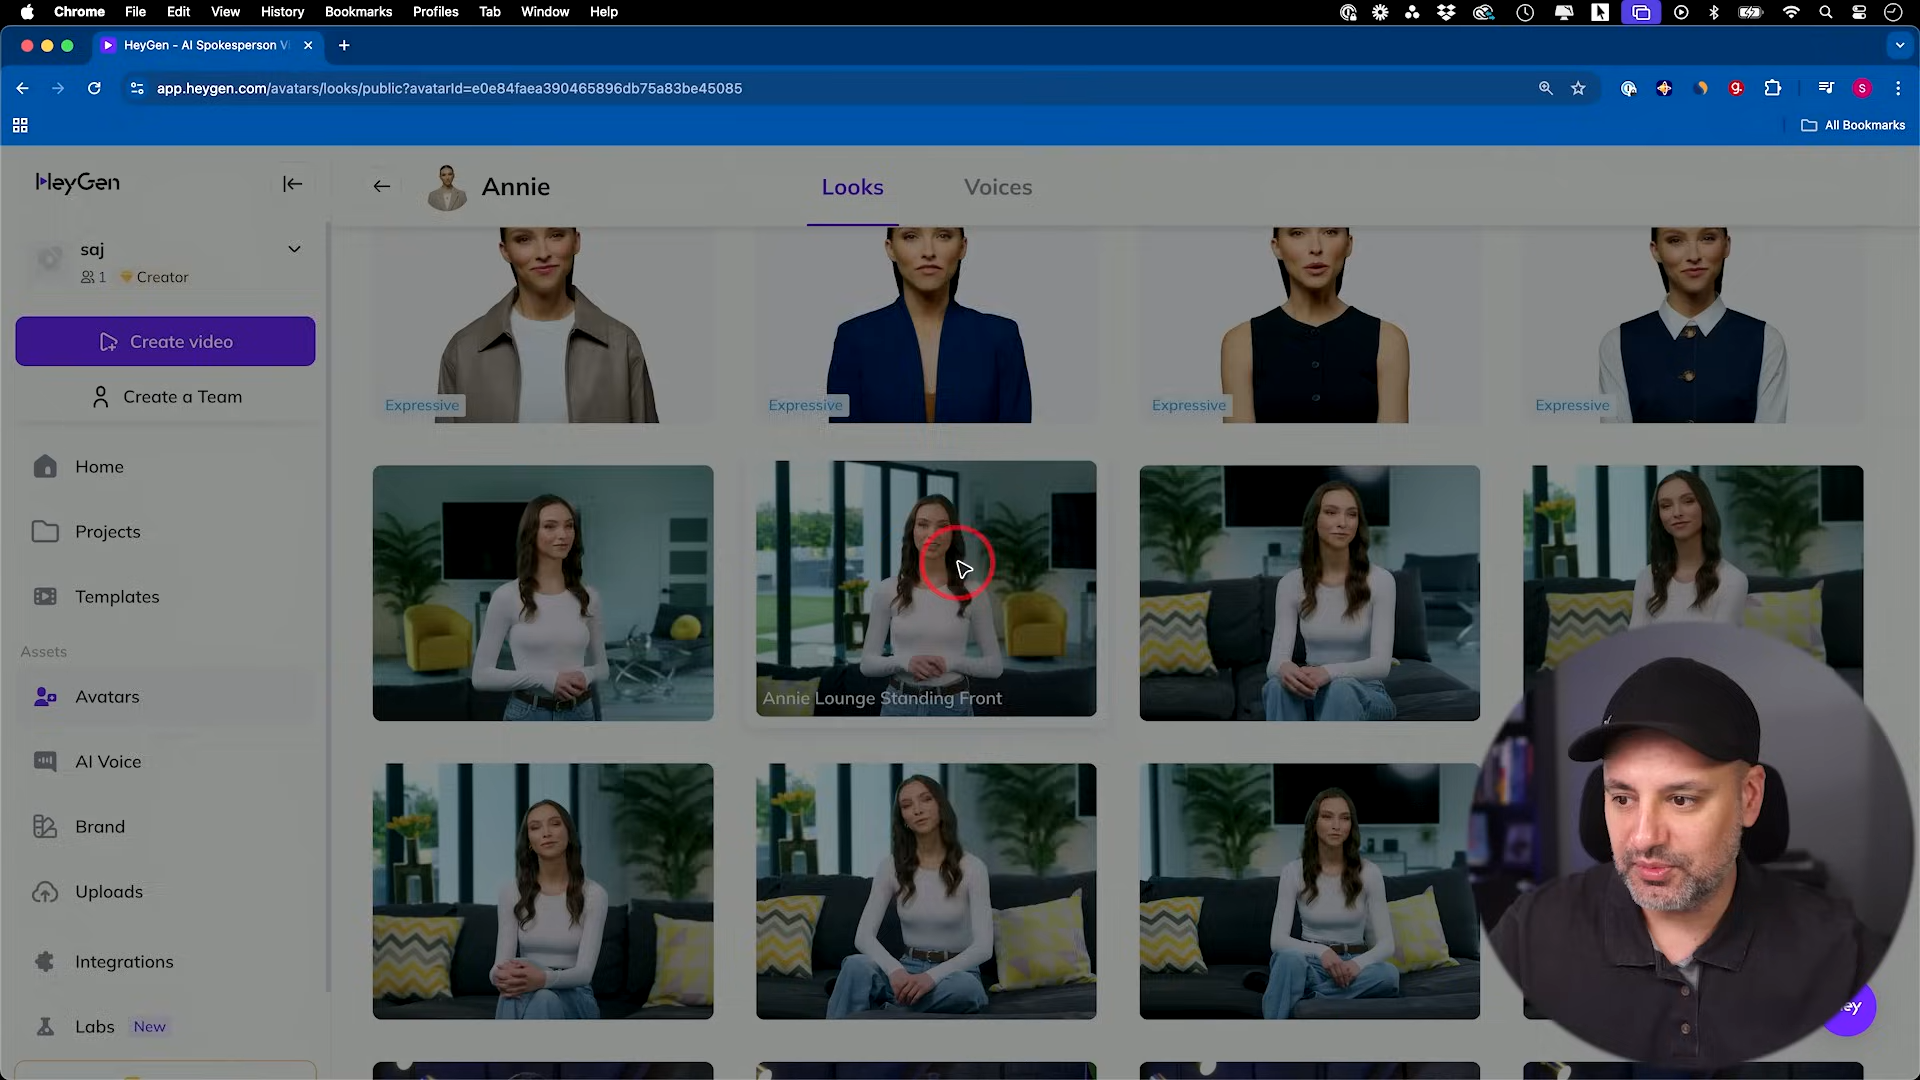 Chrome File Edit View History Bookmarks Profiles Tab Window Help
HeyGen - AI Spokesperson Vi
app.heygen.com/avatars/looks/public?avatarId=e0e84faea390465896db75a83be45085
All Bookmarks
HeyGen
Annie
Looks
Voices
saj
1
Creator
Create video
Create a Team
Home
Projects
Templates
Assets
Avatars
AI Voice
Brand
Uploads
Integrations
Labs New
Expressive
Expressive
Expressive
Expressive
Annie Lounge Standing Front